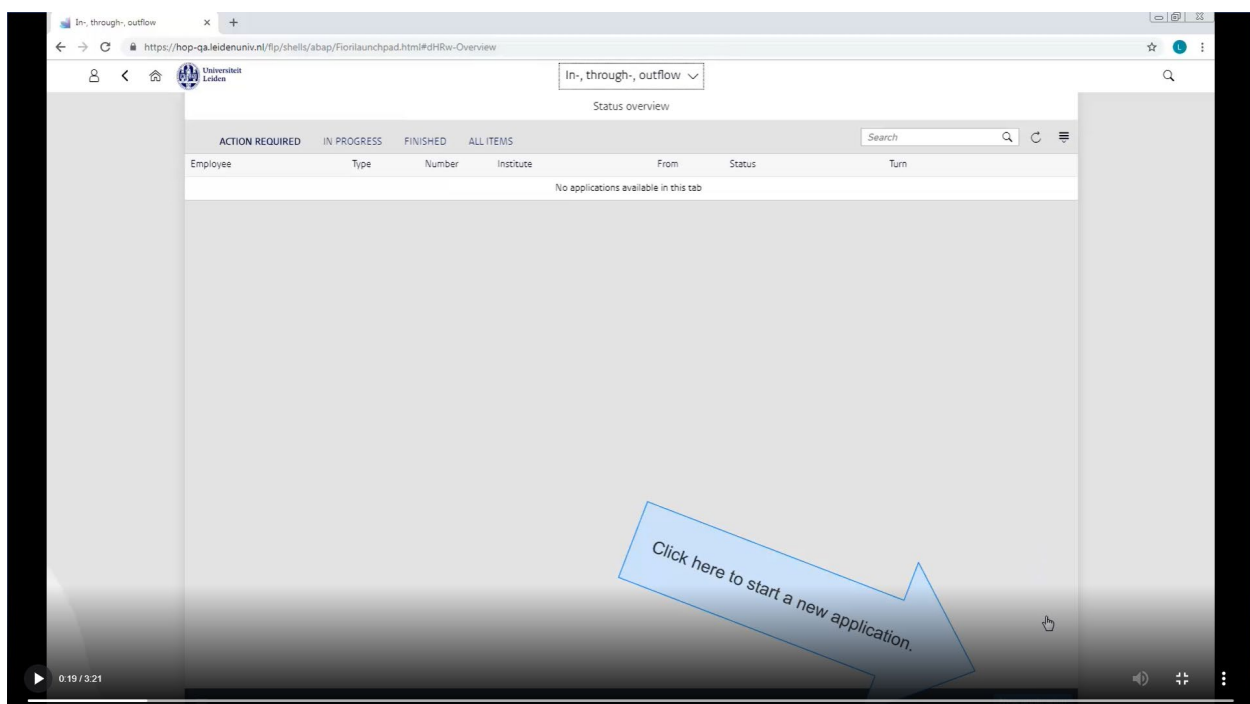 In-, through-, outflow
https://hop-qa.leidenuniv.nl/flp/shells/abap/Fiorilaunchpad.html#dHRw-Overview
L
Universiteit
Leiden
In-, through-, outflow
Status overview
ACTION REQUIRED IN PROGRESS FINISHED ALL ITEMS Search
Employee Type Number Institute From Status Turn
No applications available in this tab
Click here to start a new application.
0:19 / 3:21